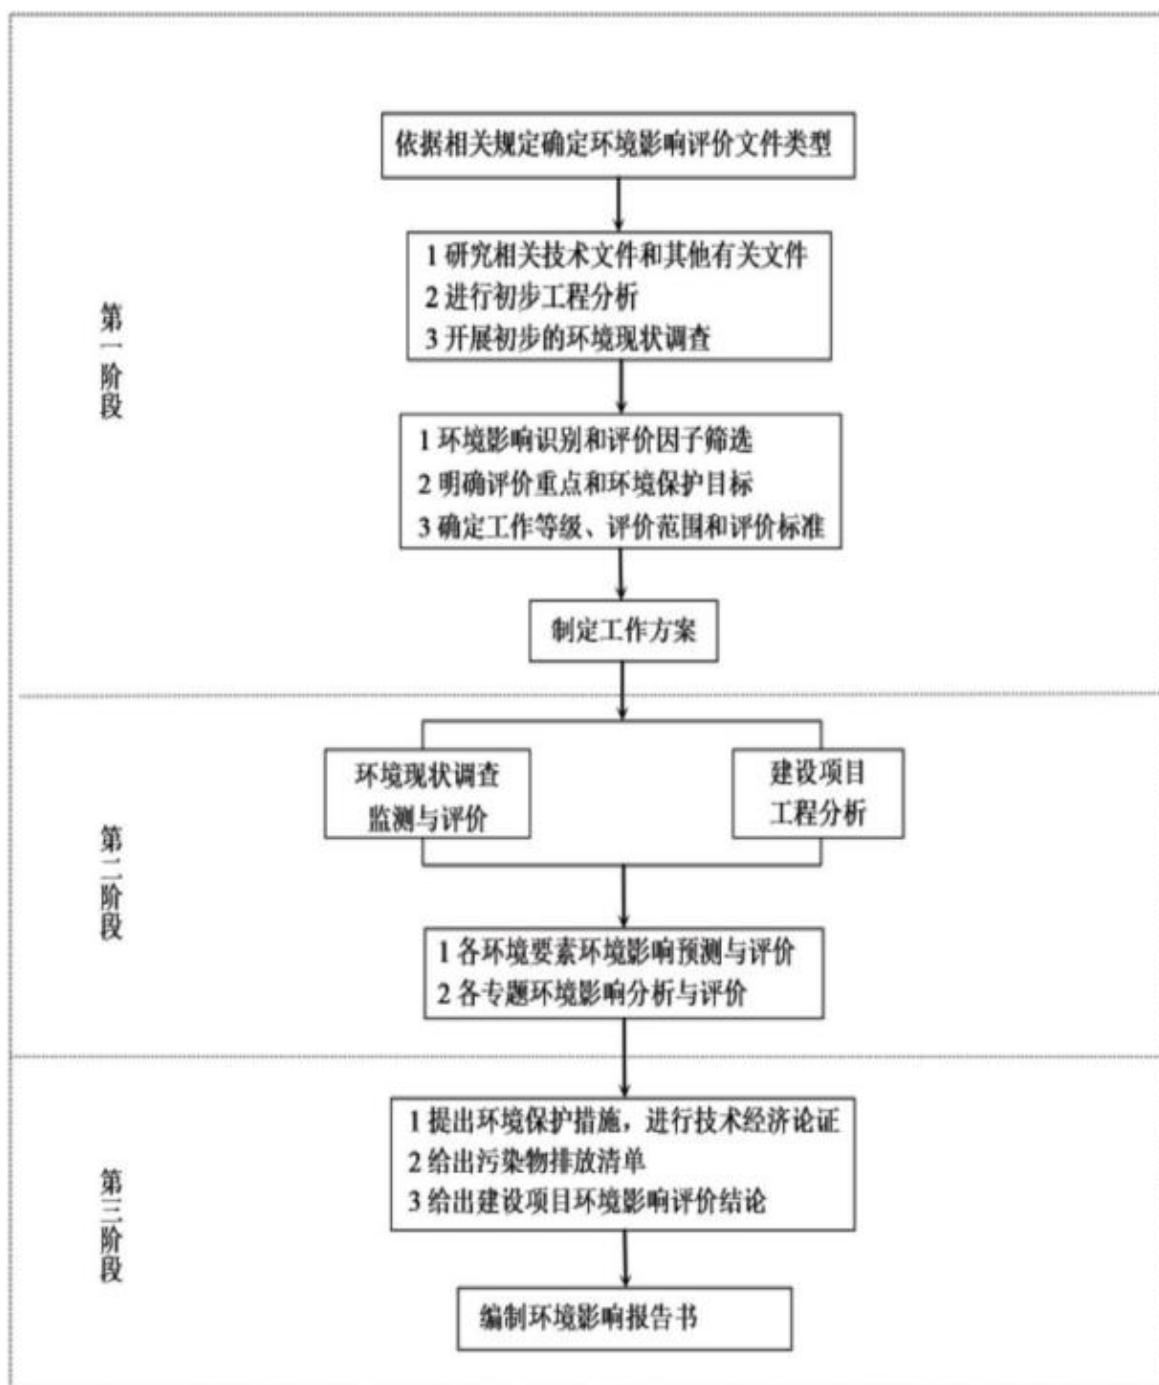 依据相关规定确定环境影响评价文件类型
1 研究相关技术文件和其他有关文件
2 进行初步工程分析
3 开展初步的环境现状调查
第一阶段
1 环境影响识别和评价因子筛选
2 明确评价重点和环境保护目标
3 确定工作等级、评价范围和评价标准
制定工作方案
环境现状调查
监测与评价
建设项目
工程分析
第二阶段
1 各环境要素环境影响预测与评价
2 各专题环境影响分析与评价
1 提出环境保护措施，进行技术经济论证
2 给出污染物排放清单
3 给出建设项目环境影响评价结论
第三阶段
编制环境影响报告书